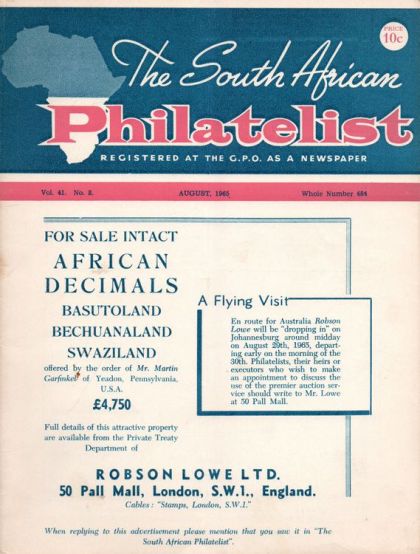 PRICE
10c
The South African
Philatelist
REGISTERED AT THE G.P.O. AS A NEWSPAPER
Vol. 41. No. 8. AUGUST, 1965 Whole Number 484
FOR SALE INTACT
AFRICAN
DECIMALS
BASUTOLAND
BECHUANALAND
SWAZILAND
offered by the order of Mr. Martin
Garfinkel of Yeadon, Pennsylvania,
U.S.A.
£4,750
Full details of this attractive property
are available from the Private Treaty
Department of
A Flying Visit
En route for Australia Robson
Lowe will be "dropping in" on
Johannesburg around midday
on August 29th, 1965, depart-
ing early on the morning of the
30th. Philatelists, their heirs or
executors who wish to make
an appointment to discuss the
use of the premier auction ser-
vice should write to Mr. Lowe
at 50 Pall Mall.
ROBSON LOWE LTD.
50 Pall Mall, London, S.W.1., England.
Cables: "Stamps, London, S.W.1."
When replying to this advertisement please mention that you saw it in "The
South African Philatelist".